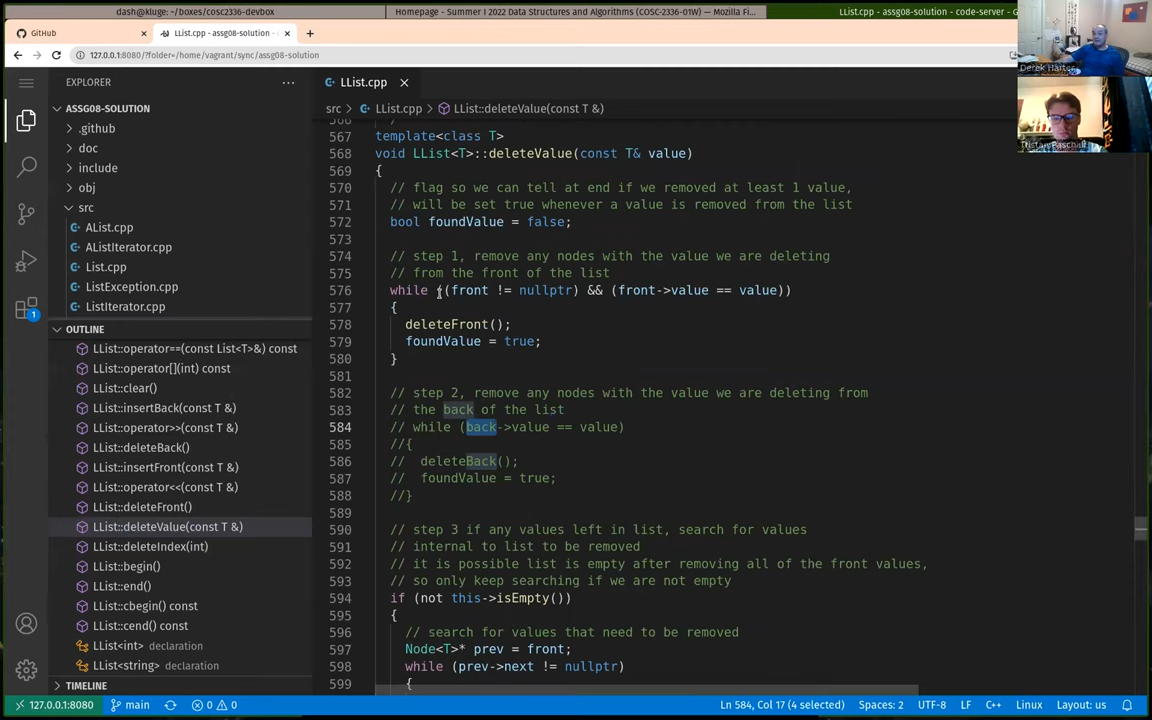 dash@kluge: ~/boxes/cosc2336-devbox
Homepage - Summer I 2022 Data Structures and Algorithms (COSC-2336-01W) — Mozilla Fi...
LList.cpp - assg08-solution - code-server
GitHub
LList.cpp - assg08-solution -
127.0.0.1:8080/?folder=/home/vagrant/sync/assg08-solution
Derek Harter
EXPLORER
LList.cpp
ASSG08-SOLUTION
src > LList.cpp > LList::deleteValue(const T &)
.github
doc
include
obj
src
AList.cpp
AListIterator.cpp
List.cpp
ListException.cpp
ListIterator.cpp
OUTLINE
LList::operator==(const List<T>&) const
LList::operator[](int) const
LList::clear()
LList::insertBack(const T &)
LList::operator>>(const T &)
LList::deleteBack()
LList::insertFront(const T &)
LList::operator<<(const T &)
LList::deleteFront()
LList::deleteValue(const T &)
LList::deleteIndex(int)
LList::begin()
LList::end()
LList::cbegin() const
LList::cend() const
LList<int> declaration
LList<string> declaration
TIMELINE
566
567 template<class T>
568 void LList<T>::deleteValue(const T& value)
569 {
570 // flag so we can tell at end if we removed at least 1 value,
571 // will be set true whenever a value is removed from the list
572 bool foundValue = false;
573
574 // step 1, remove any nodes with the value we are deleting
575 // from the front of the list
576 while ((front != nullptr) && (front->value == value))
577 {
578 deleteFront();
579 foundValue = true;
580 }
581
582 // step 2, remove any nodes with the value we are deleting from
583 // the back of the list
584 // while (back->value == value)
585 //{
586 // deleteBack();
587 // foundValue = true;
588 //}
589
590 // step 3 if any values left in list, search for values
591 // internal to list to be removed
592 // it is possible list is empty after removing all of the front values,
593 // so only keep searching if we are not empty
594 if (not this->isEmpty())
595 {
596 // search for values that need to be removed
597 Node<T>* prev = front;
598 while (prev->next != nullptr)
599 {
127.0.0.1:8080 main 0 0 Ln 584, Col 17 (4 selected) Spaces: 2 UTF-8 LF C++ Linux Layout: us